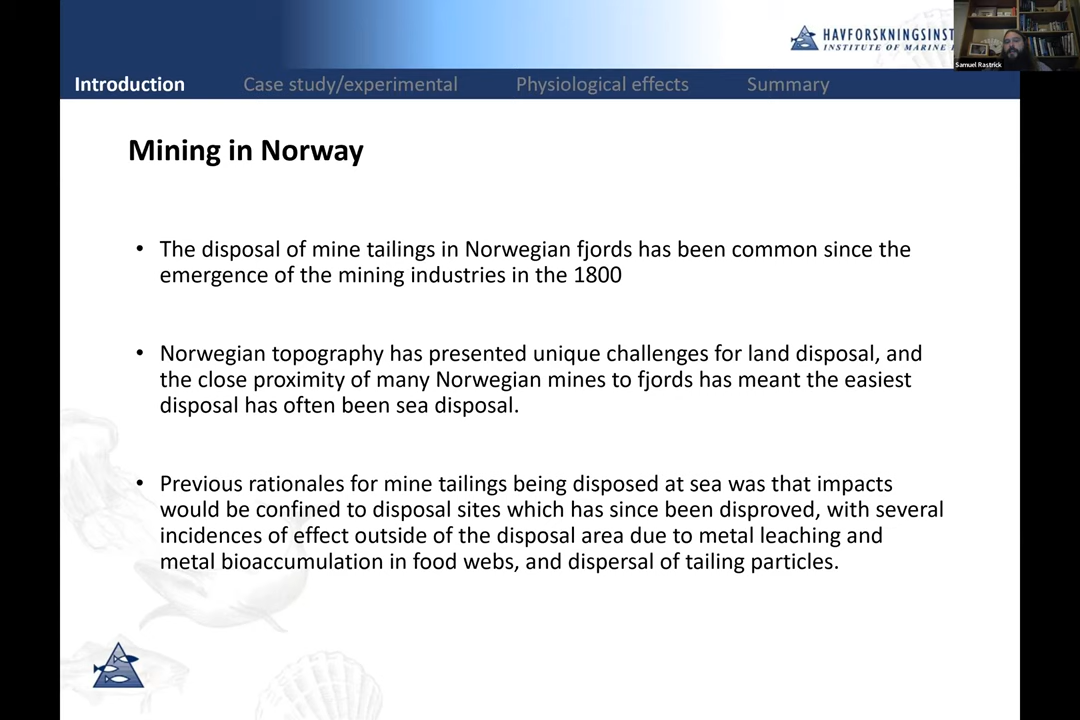 HAVFORSKNINGSINST
INSTITUTE OF MARINE
Samuel Rastrick
Introduction Case study/experimental Physiological effects Summary
Mining in Norway
• The disposal of mine tailings in Norwegian fjords has been common since the
emergence of the mining industries in the 1800
• Norwegian topography has presented unique challenges for land disposal, and
the close proximity of many Norwegian mines to fjords has meant the easiest
disposal has often been sea disposal.
• Previous rationales for mine tailings being disposed at sea was that impacts
would be confined to disposal sites which has since been disproved, with several
incidences of effect outside of the disposal area due to metal leaching and
metal bioaccumulation in food webs, and dispersal of tailing particles.